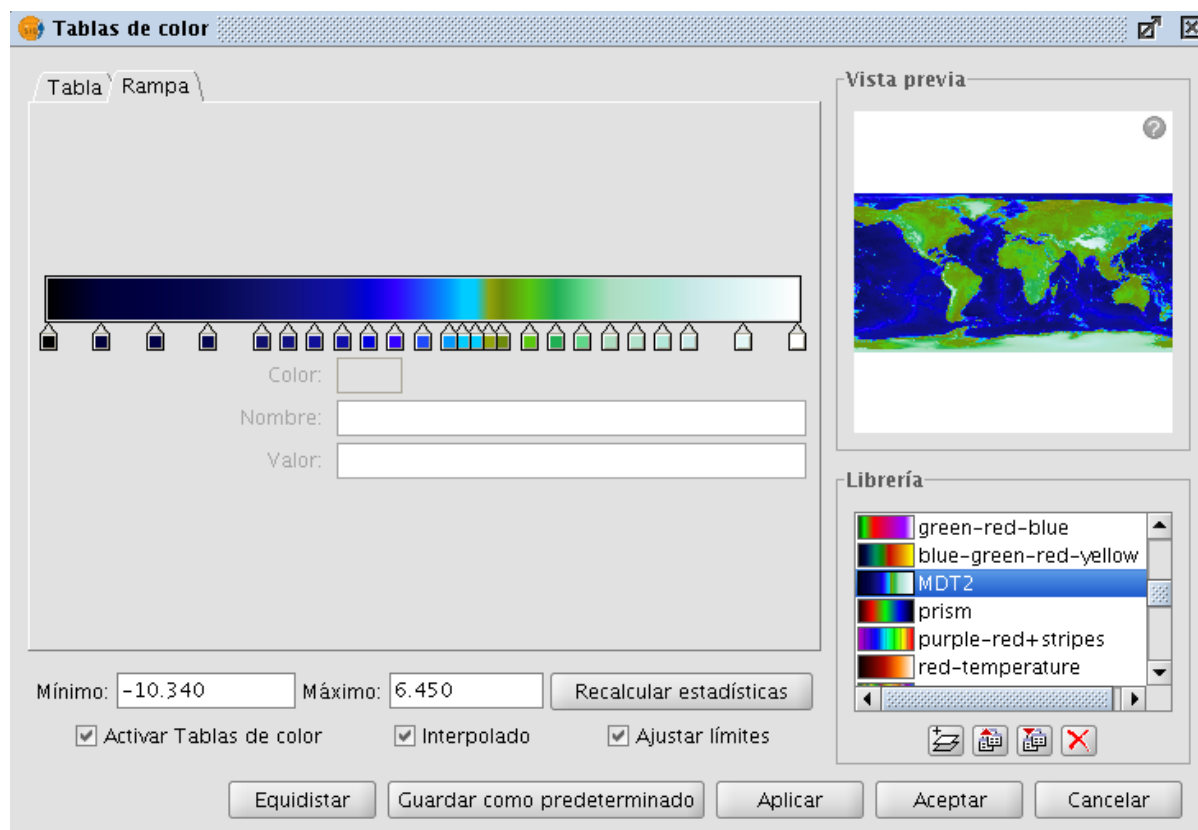 Tablas de color
Tabla
Rampa
Color:
Nombre:
Valor:
Mínimo: -10.340
Máximo: 6.450
Recalcular estadísticas
Activar Tablas de color
Interpolado
Ajustar límites
Vista previa
?
Librería
green-red-blue
blue-green-red-yellow
MDT2
prism
purple-red+stripes
red-temperature
Equidistar
Guardar como predeterminado
Aplicar
Aceptar
Cancelar